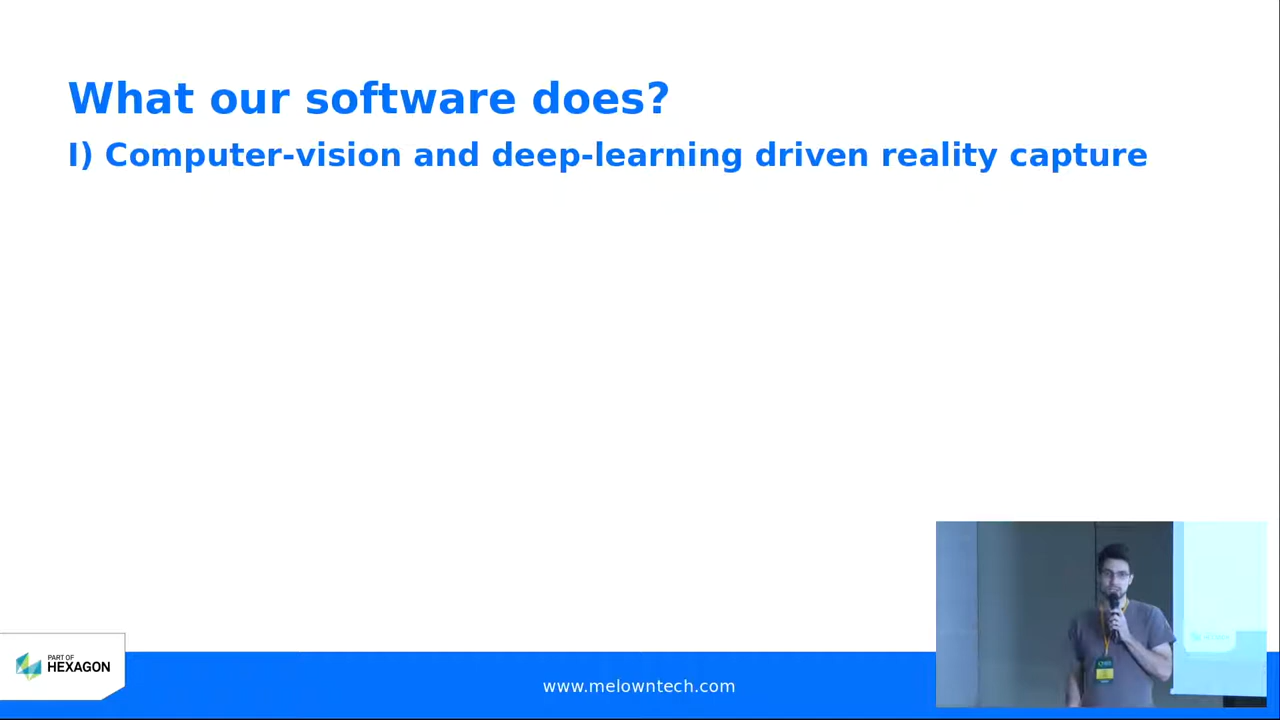 What our software does?
I) Computer-vision and deep-learning driven reality capture
PART OF
HEXAGON
www.melowntech.com